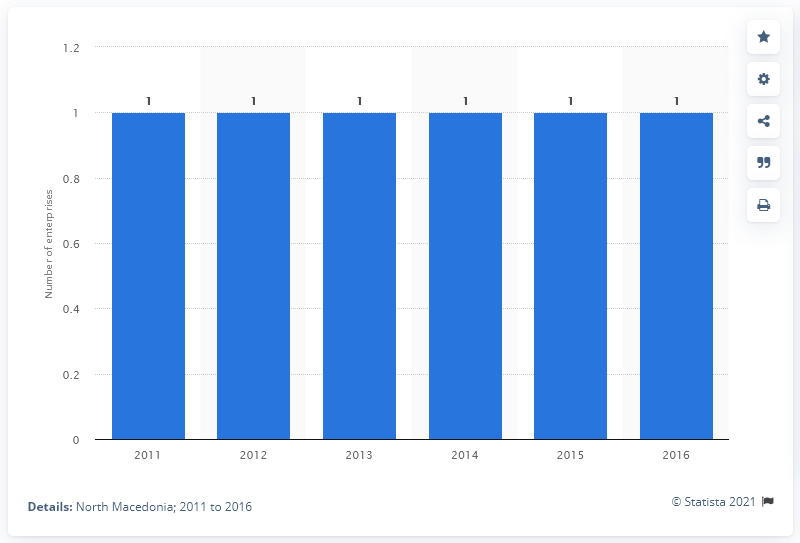 1.2
1
0.8
0.6
0.4
0.2
0
Number of enterprises
1 1 1 1 1 1
2011 2012 2013 2014 2015 2016
Details: North Macedonia; 2011 to 2016
© Statista 2021